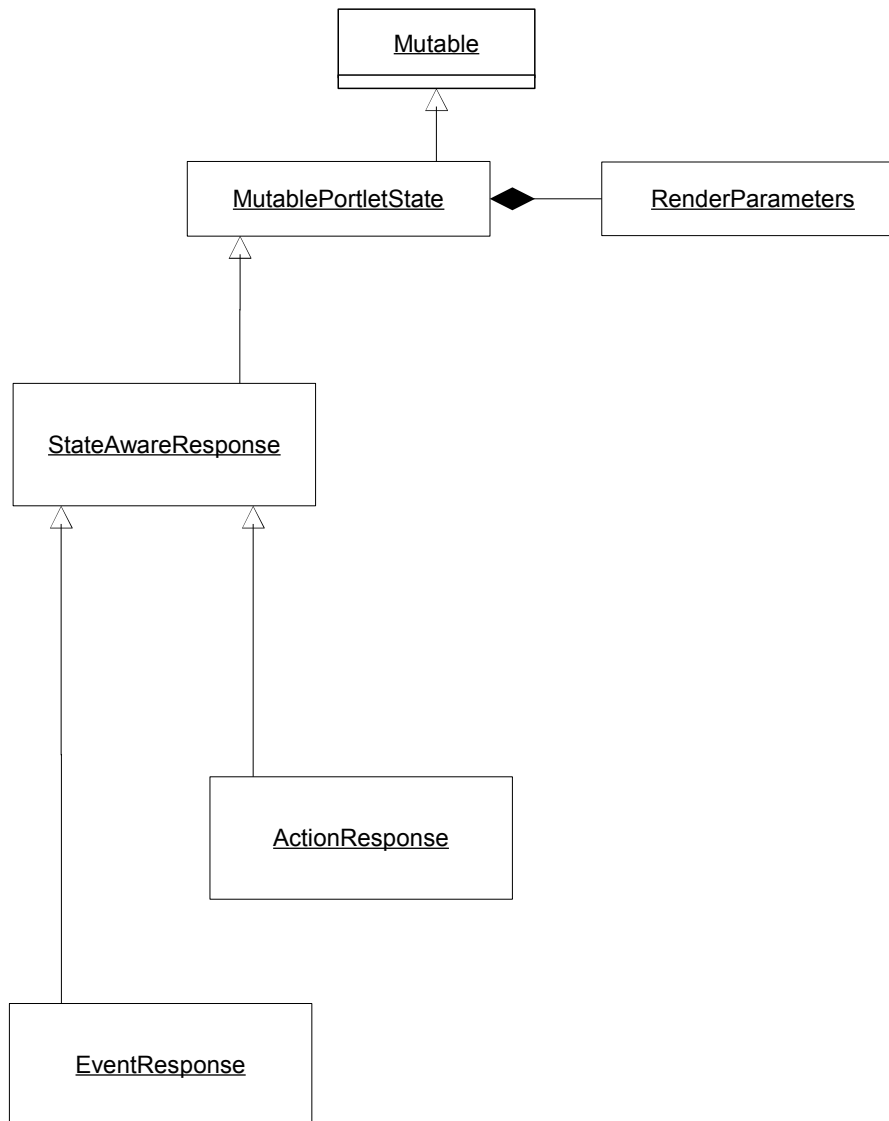 Mutable
MutablePortletState
RenderParameters
StateAwareResponse
ActionResponse
EventResponse